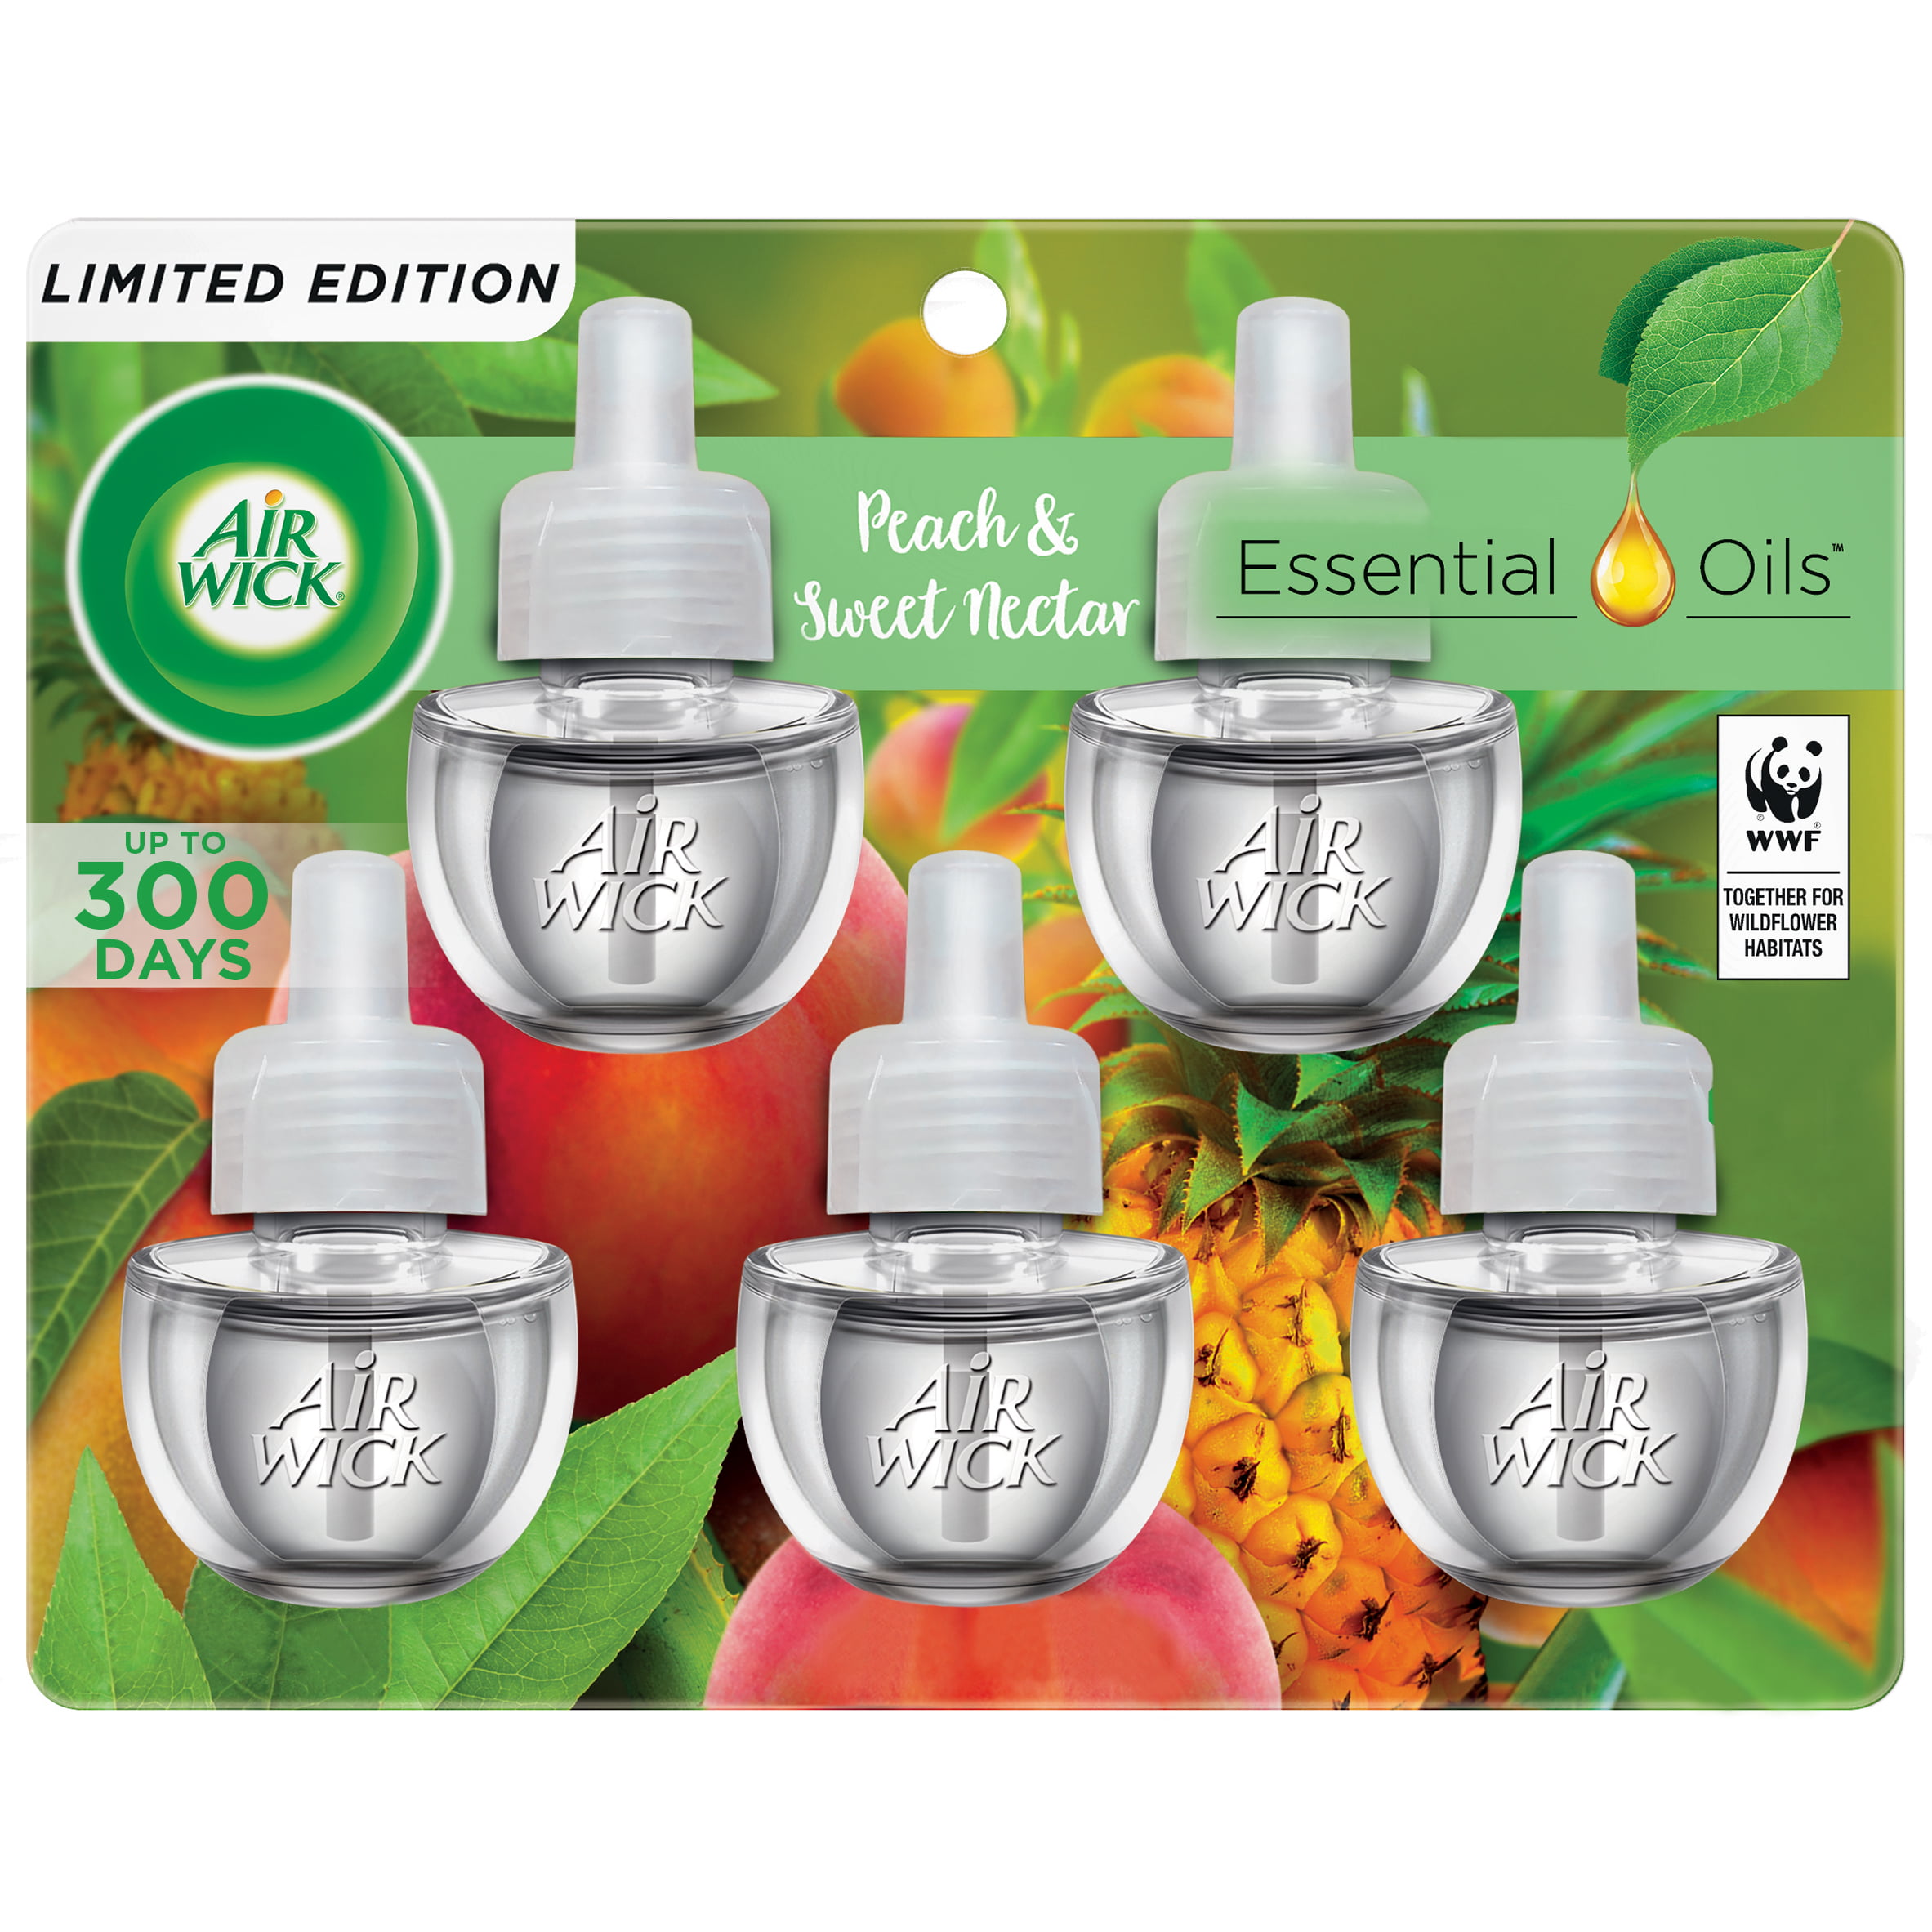 LIMITED EDITION
AiR
WICK®
Peach &
Sweet Nectar
Essential Oils™
UP TO
300
DAYS
WWF
©
®
TOGETHER FOR
WILDFLOWER
HABITATS
AiR
WICK
AiR
WICK
AiR
WICK
AiR
WICK
AiR
WICK